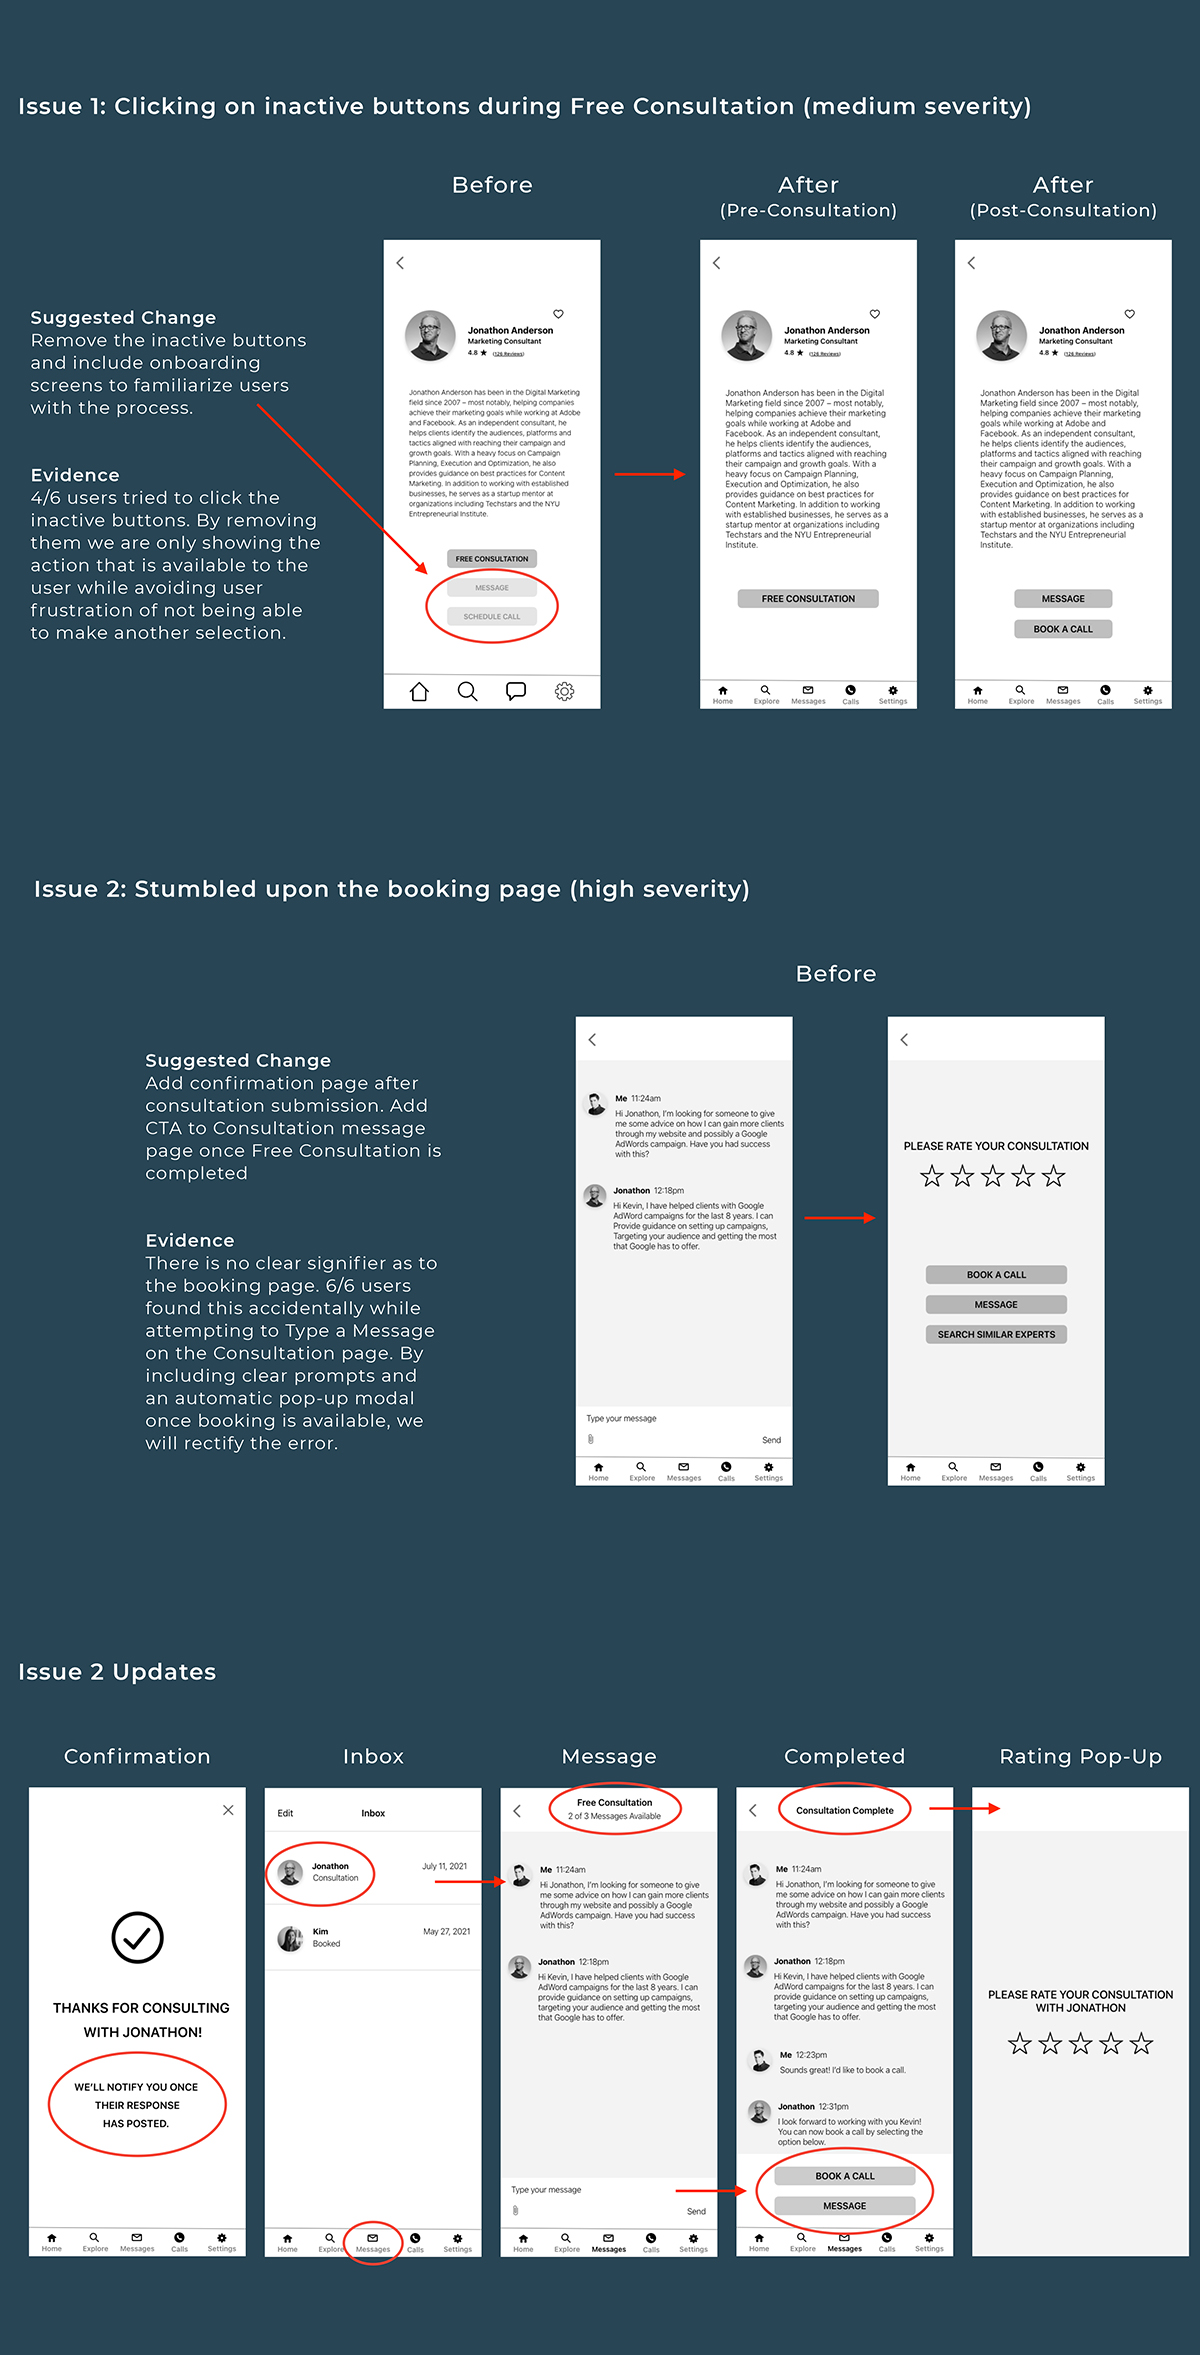 Issue 1: Clicking on inactive buttons during Free Consultation (medium severity)
Before
After
(Pre-Consultation)
After
(Post-Consultation)
Suggested Change
Remove the inactive buttons
and include onboarding
screens to familiarize users
with the process.
Evidence
4/6 users tried to click the
inactive buttons. By removing
them we are only showing the
action that is available to the
user while avoiding user
frustration of not being able
to make another selection.
Jonathon Anderson
Marketing Consultant
4.8 ★ (126 Reviews)
Jonathon Anderson has been in the Digital Marketing
field since 2007 – most notably, helping companies
achieve their marketing goals while working at Adobe
and Facebook. As an independent consultant, he
helps clients identify the audiences, platforms and
tactics aligned with reaching their campaign and
growth goals. With a heavy focus on Campaign
Planning, Execution and Optimization, he also
provides guidance on best practices for Content
Marketing. In addition to working with established
businesses, he serves as a startup mentor at
organizations including Techstars and the NYU
Entrepreneurial Institute.
FREE CONSULTATION
MESSAGE
SCHEDULE CALL
Jonathon Anderson
Marketing Consultant
4.8 ★ (126 Reviews)
Jonathon Anderson has been in the Digital
Marketing field since 2007 – most notably,
helping companies achieve their marketing
goals while working at Adobe and
Facebook. As an independent consultant,
he helps clients identify the audiences,
platforms and tactics aligned with reaching
their campaign and growth goals. With a
heavy focus on Campaign Planning,
Execution and Optimization, he also
provides guidance on best practices for
Content Marketing. In addition to working
with established businesses, he serves as a
startup mentor at organizations including
Techstars and the NYU Entrepreneurial
Institute.
FREE CONSULTATION
Home Explore Messages Calls Settings
Jonathon Anderson
Marketing Consultant
4.8 ★ (126 Reviews)
Jonathon Anderson has been in the Digital
Marketing field since 2007 – most notably,
helping companies achieve their marketing
goals while working at Adobe and
Facebook. As an independent consultant,
he helps clients identify the audiences,
platforms and tactics aligned with reaching
their campaign and growth goals. With a
heavy focus on Campaign Planning,
Execution and Optimization, he also
provides guidance on best practices for
Content Marketing. In addition to working
with established businesses, he serves as a
startup mentor at organizations including
Techstars and the NYU Entrepreneurial
Institute.
MESSAGE
BOOK A CALL
Home Explore Messages Calls Settings
Issue 2: Stumbled upon the booking page (high severity)
Before
Suggested Change
Add confirmation page after
consultation submission. Add
CTA to Consultation message
page once Free Consultation is
completed
Evidence
There is no clear signifier as to
the booking page. 6/6 users
found this accidentally while
attempting to Type a Message
on the Consultation page. By
including clear prompts and
an automatic pop-up modal
once booking is available, we
will rectify the error.
Me 11:24am
Hi Jonathon, I'm looking for someone to give
me some advice on how I can gain more clients
through my website and possibly a Google
AdWords campaign. Have you had success
with this?
Jonathon 12:18pm
Hi Kevin, I have helped clients with Google
AdWord campaigns for the last 8 years. I can
Provide guidance on setting up campaigns,
Targeting your audience and getting the most
that Google has to offer.
Type your message
Send
Home Explore Messages Calls Settings
PLEASE RATE YOUR CONSULTATION
BOOK A CALL
MESSAGE
SEARCH SIMILAR EXPERTS
Home Explore Messages Calls Settings
Issue 2 Updates
Confirmation
Inbox
Message
Completed
Rating Pop-Up
THANKS FOR CONSULTING
WITH JONATHON!
WE'LL NOTIFY YOU ONCE
THEIR RESPONSE
HAS POSTED.
Home Explore Messages Calls Settings
Edit Inbox
Jonathon July 11, 2021
Consultation
Kim May 27, 2021
Booked
Home Explore Messages Calls Settings
Free Consultation
2 of 3 Messages Available
Me 11:24am
Hi Jonathon, I'm looking for someone to give
me some advice on how I can gain more clients
through my website and possibly a Google
AdWords campaign. Have you had success
with this?
Jonathon 12:18pm
Hi Kevin, I have helped clients with Google
AdWord campaigns for the last 8 years. I can
provide guidance on setting up campaigns,
targeting your audience and getting the most
that Google has to offer.
Type your message
Send
Home Explore Messages Calls Settings
Consultation Complete
Me 11:24am
Hi Jonathon, I'm looking for someone to give
me some advice on how I can gain more clients
through my website and possibly a Google
AdWords campaign. Have you had success
with this?
Jonathon 12:18pm
Hi Kevin, I have helped clients with Google
AdWord campaigns for the last 8 years. I can
provide guidance on setting up campaigns,
targeting your audience and getting the most
that Google has to offer.
Me 12:23pm
Sounds great! I'd like to book a call.
Jonathon 12:31pm
I look forward to working with you Kevin!
You can now book a call by selecting the
option below.
BOOK A CALL
MESSAGE
Home Explore Messages Calls Settings
PLEASE RATE YOUR CONSULTATION
WITH JONATHON
Home Explore Messages Calls Settings